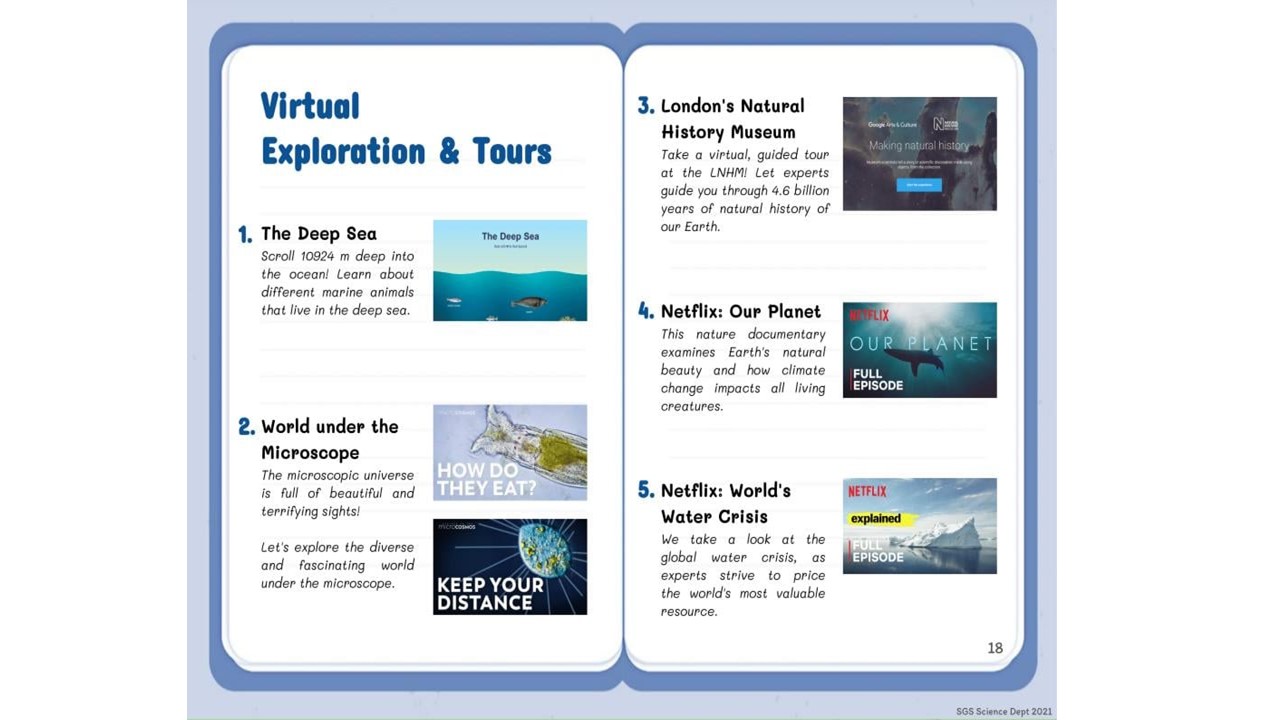 Virtual
Exploration & Tours
1. The Deep Sea
Scroll 10924 m deep into
the ocean! Learn about
different marine animals
that live in the deep sea.
The Deep Sea
2. World under the
Microscope
The microscopic universe
is full of beautiful and
terrifying sights!
Let's explore the diverse
and fascinating world
under the microscope.
MICROCOSMOS
HOW DO
THEY EAT?
MICROCOSMOS
KEEP YOUR
DISTANCE
3. London's Natural
History Museum
Take a virtual, guided tour
at the LNHM! Let experts
guide you through 4.6 billion
years of natural history of
our Earth.
Google Arts & Culture
Making natural history
4. Netflix: Our Planet
This nature documentary
examines Earth's natural
beauty and how climate
change impacts all living
creatures.
NETFLIX
OUR PLANET
FULL
EPISODE
5. Netflix: World's
Water Crisis
We take a look at the
global water crisis, as
experts strive to price
the world's most valuable
resource.
NETFLIX
explained
FULL
EPISODE
18
SGS Science Dept 2021